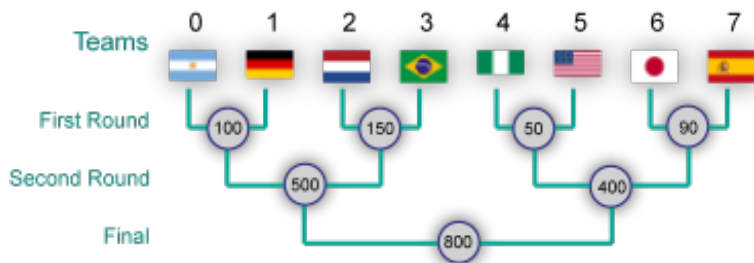 0 1 2 3 4 5 6 7
Teams
First Round 100 150 50 90
Second Round 500 400
Final 800